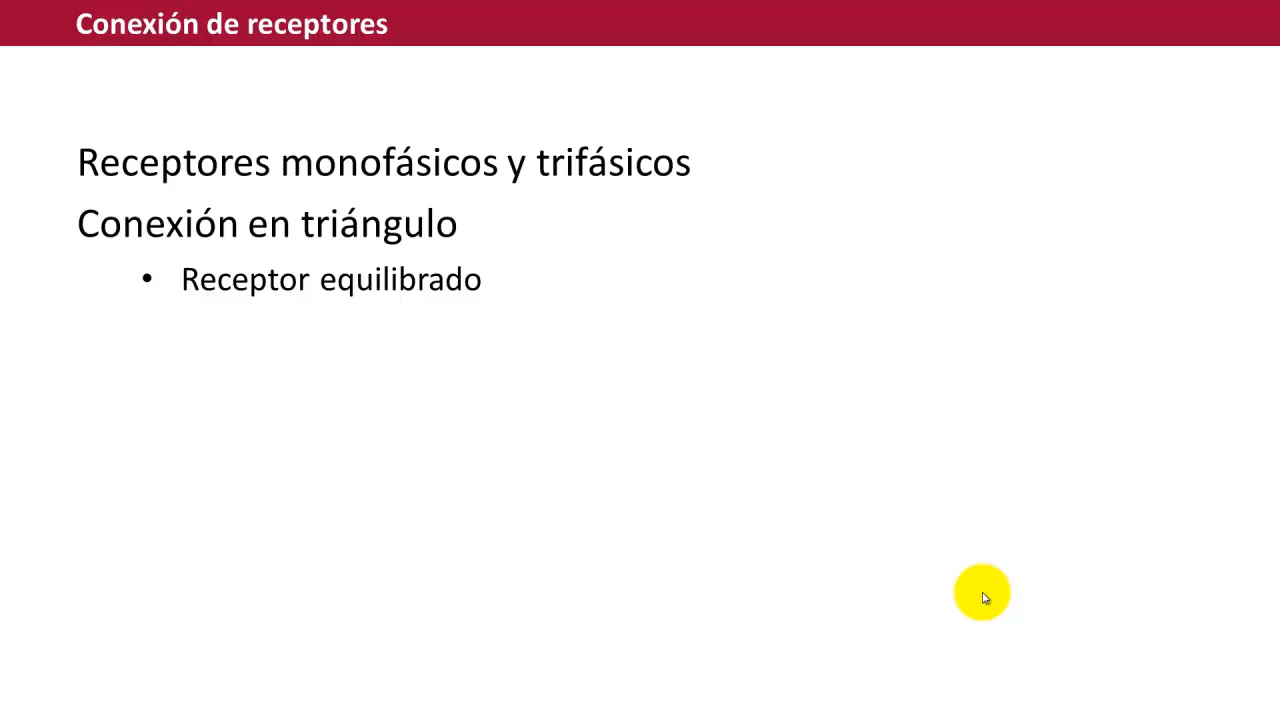 Conexión de receptores
Receptores monofásicos y trifásicos
Conexión en triángulo
• Receptor equilibrado